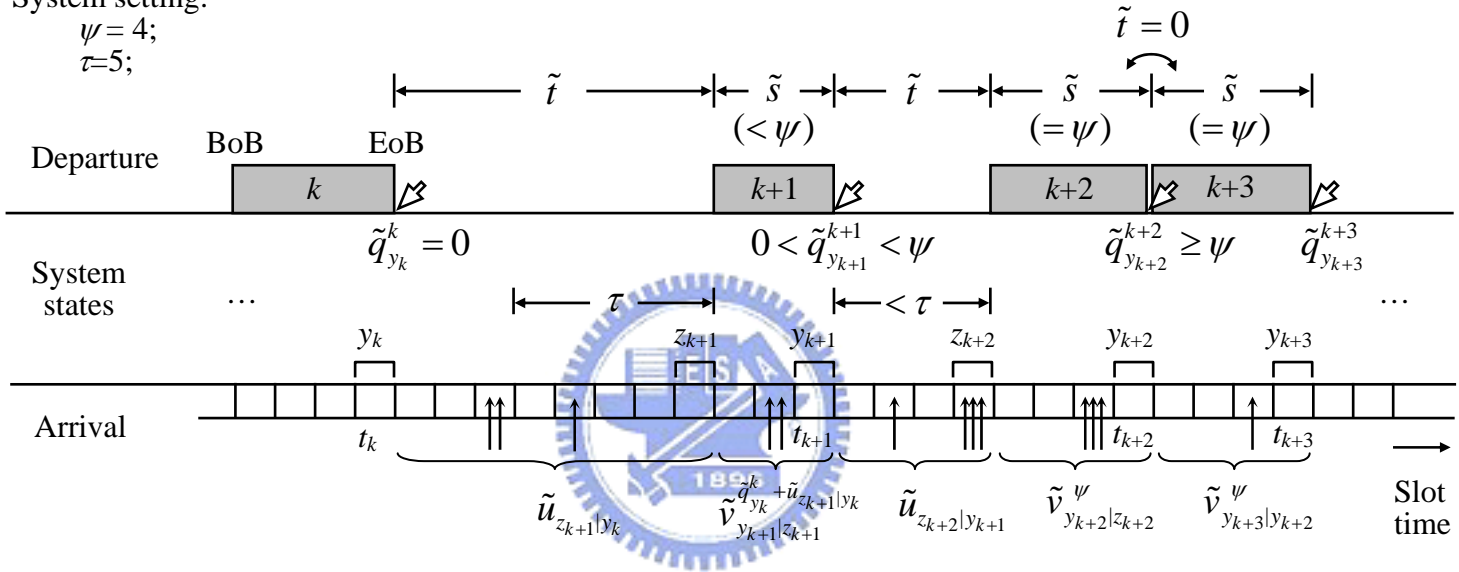 System setting:
ψ = 4;
τ=5;
t̃ = 0
t̃ s̃ t̃ s̃ s̃
(< ψ) (= ψ) (= ψ)
Departure BoB EoB
k k+1 k+2 k+3
q̃^k_{y_k} = 0 0 < q̃^{k+1}_{y_{k+1}} < ψ q̃^{k+2}_{y_{k+2}} ≥ ψ q̃^{k+3}_{y_{k+3}}
System
states
... τ < τ ...
y_k z_{k+1} y_{k+1} z_{k+2} y_{k+2} y_{k+3}
E S A
Arrival
t_k t_{k+1} t_{k+2} t_{k+3}
1896
ũ_{z_{k+1}|y_k} ṽ^{q̃^k_{y_k}+ũ_{z_{k+1}|y_k}}_{y_{k+1}|z_{k+1}} ũ_{z_{k+2}|y_{k+1}} ṽ^ψ_{y_{k+2}|z_{k+2}} ṽ^ψ_{y_{k+3}|y_{k+2}}
Slot
time